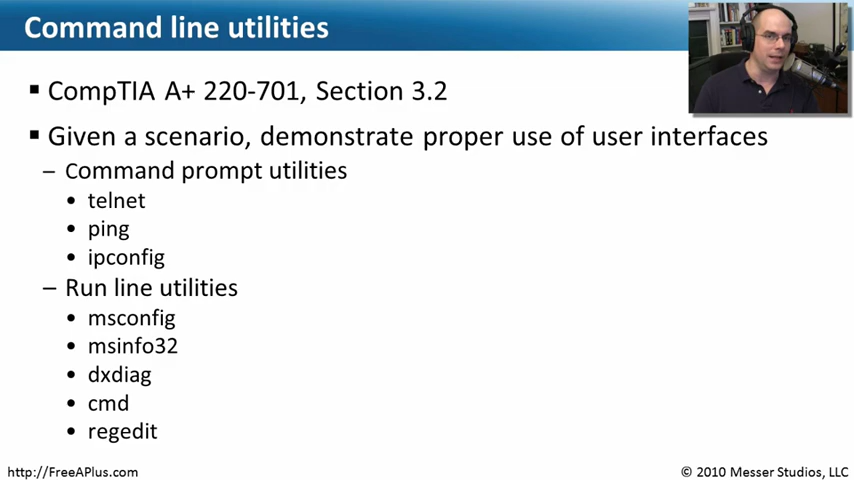 Command line utilities
▪ CompTIA A+ 220-701, Section 3.2
▪ Given a scenario, demonstrate proper use of user interfaces
– Command prompt utilities
• telnet
• ping
• ipconfig
– Run line utilities
• msconfig
• msinfo32
• dxdiag
• cmd
• regedit
http://FreeAPlus.com
© 2010 Messer Studios, LLC